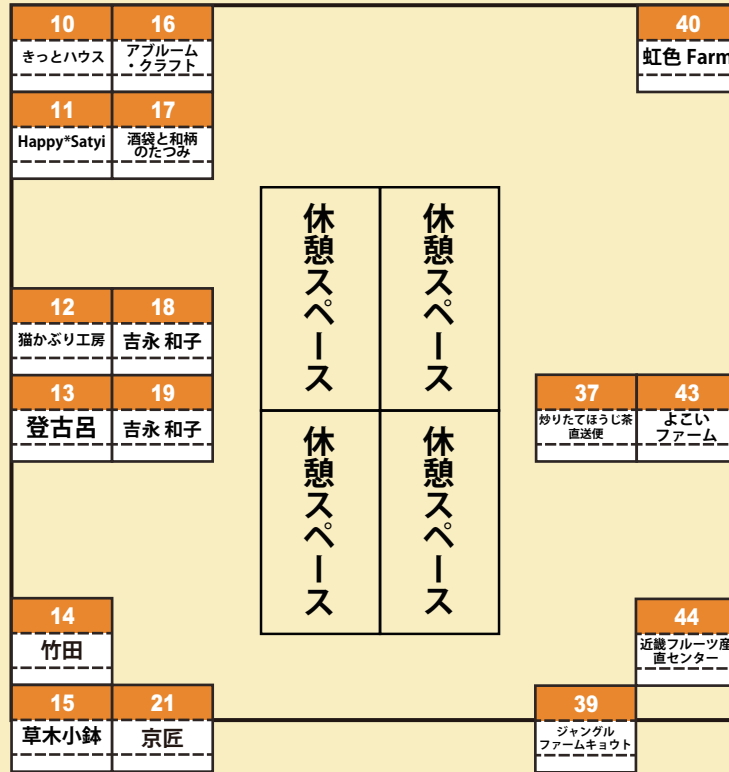 10
きっとハウス
16
アブルーム
・クラフト
40
虹色 Farm
11
Happy*Satyi
17
酒袋と和柄
のたつみ
休憩スペース
休憩スペース
12
猫かぶり工房
18
吉永 和子
13
登古呂
19
吉永 和子
37
炒りたてほうじ茶
直送便
43
よこい
ファーム
休憩スペース
休憩スペース
14
竹田
44
近畿フルーツ産
直センター
15
草木小鉢
21
京匠
39
ジャングル
ファームキョウト